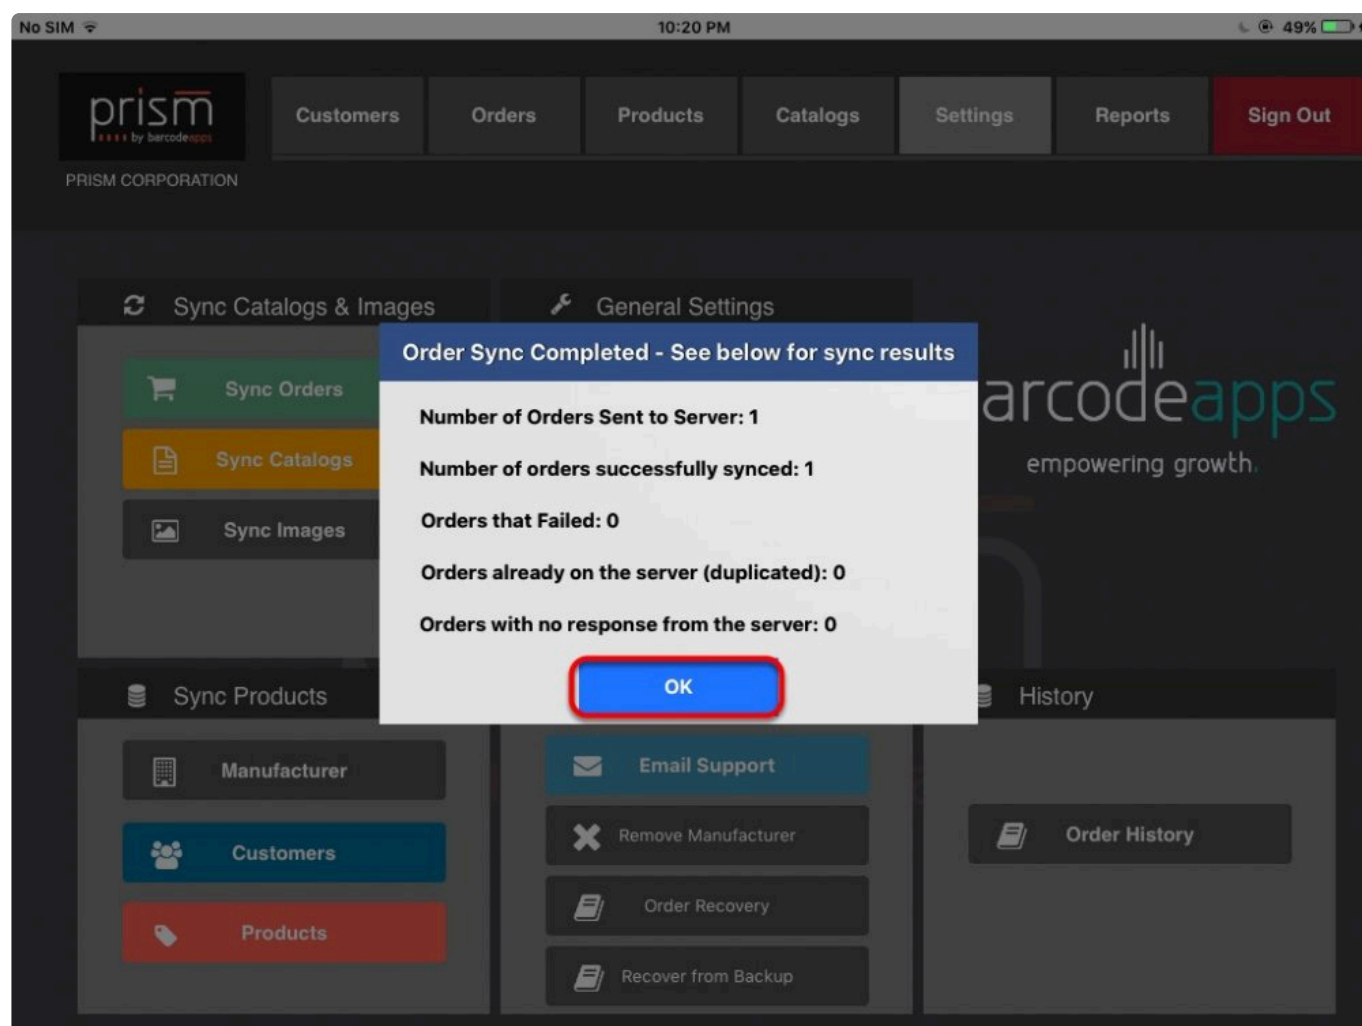 No SIM
10:20 PM
49%
prism
by barcodeapps
Customers
Orders
Products
Catalogs
Settings
Reports
Sign Out
PRISM CORPORATION
Sync Catalogs & Images
General Settings
Order Sync Completed - See below for sync results
Number of Orders Sent to Server: 1
Number of orders successfully synced: 1
Orders that Failed: 0
Orders already on the server (duplicated): 0
Orders with no response from the server: 0
OK
Sync Orders
Sync Catalogs
Sync Images
arcodeapps
empowering growth.
Sync Products
History
Manufacturer
Customers
Products
Email Support
Remove Manufacturer
Order Recovery
Recover from Backup
Order History